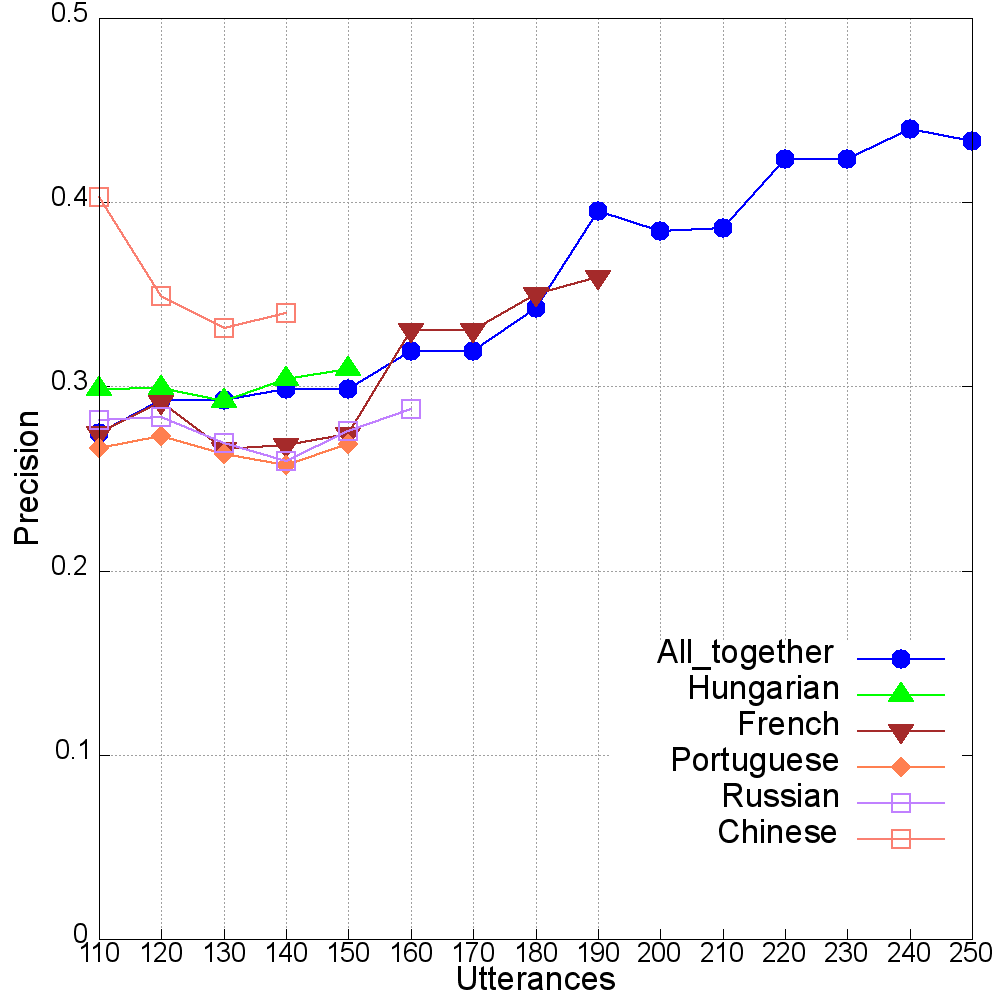 0.5
0.4
0.3
0.2
0.1
0
Precision
110 120 130 140 150 160 170 180 190 200 210 220 230 240 250
Utterances
All_together
Hungarian
French
Portuguese
Russian
Chinese